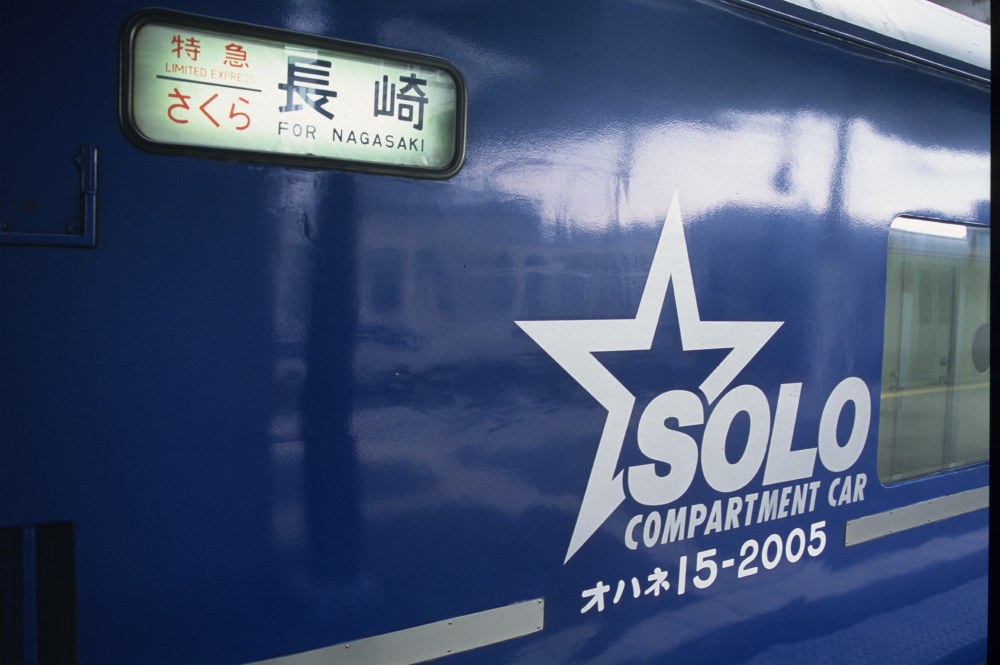 特急
LIMITED EXPRESS
さくら
長崎
FOR NAGASAKI
SOLO
COMPARTMENT CAR
オハネ15-2005